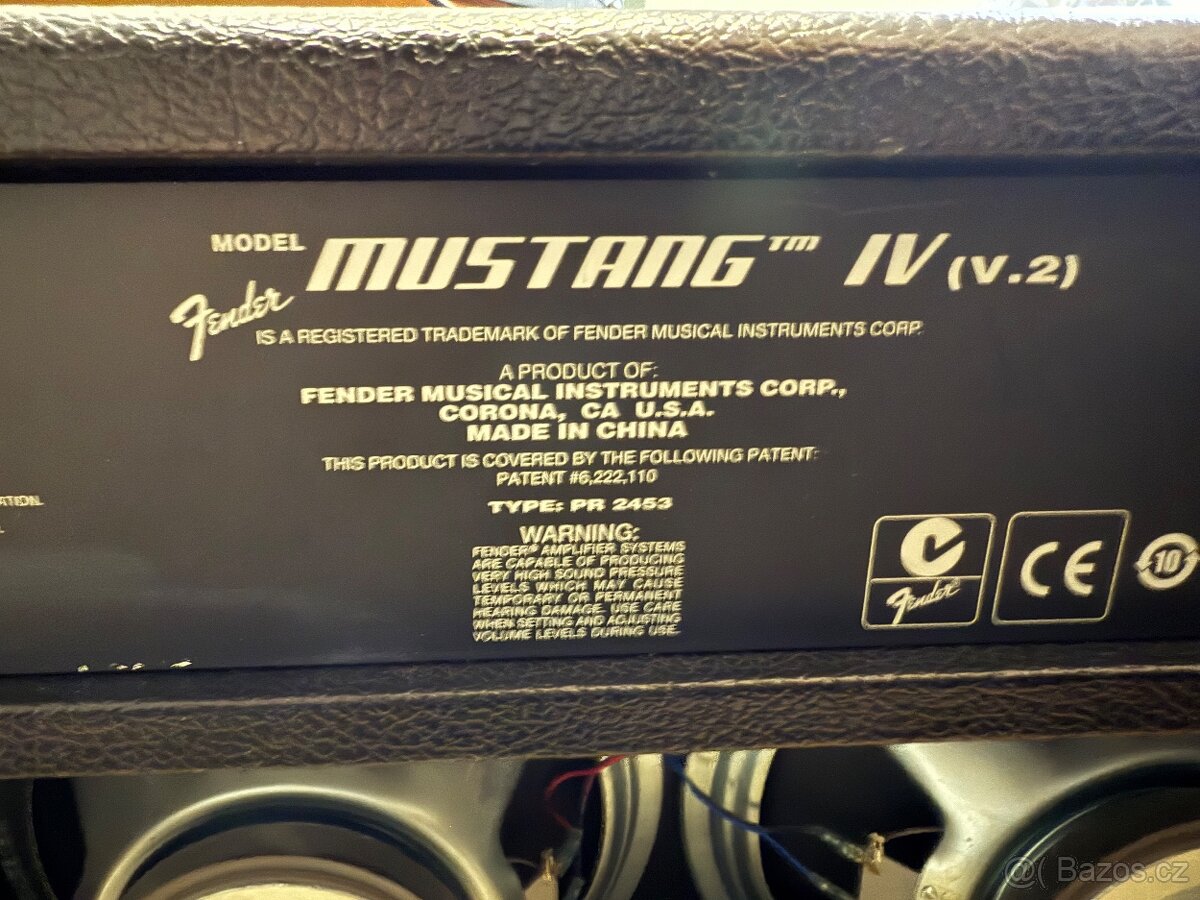 MODEL MUSTANG™ IV (V.2)
Fender IS A REGISTERED TRADEMARK OF FENDER MUSICAL INSTRUMENTS CORP.
A PRODUCT OF:
FENDER MUSICAL INSTRUMENTS CORP.,
CORONA, CA U.S.A.
MADE IN CHINA
THIS PRODUCT IS COVERED BY THE FOLLOWING PATENT:
PATENT #6,222,110
TYPE: PR 2453
WARNING:
FENDER® AMPLIFIER SYSTEMS
ARE CAPABLE OF PRODUCING
VERY HIGH SOUND PRESSURE
LEVELS WHICH MAY CAUSE
TEMPORARY OR PERMANENT
HEARING DAMAGE. USE CARE
WHEN SETTING AND ADJUSTING
VOLUME LEVELS DURING USE.
Fender
CE
10
Bazos.cz